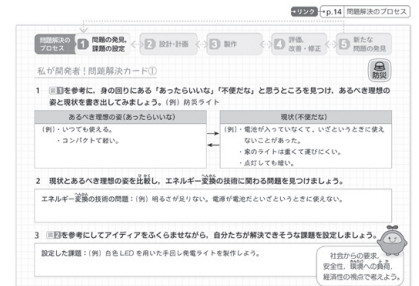 リンク p.14 問題解決のプロセス
問題解決の
プロセス
1 問題の発見,
課題の設定
2 設計・計画
3 製作
4 評価,
改善・修正
5 新たな
問題の発見
私が開発者！問題解決カード①
防災
1 を参考に，身の回りにある「あったらいいな」「不便だな」と思うところを見つけ，あるべき理想の
姿と現状を書き出してみましょう。(例) 防災ライト
あるべき理想の姿(あったらいいな)
(例)・いつでも使える。
・コンパクトで軽い。
現状(不便だな)
(例)・電池が入っていなくて，いざというときに使え
ないことがあった。
・家のライトは重くて運びにくい。
・点灯しても暗い。
2 現状とあるべき理想の姿を比較し，エネルギー変換の技術に関わる問題を見つけましょう。
エネルギー変換の技術の問題：(例) 明るさが足りない。電源が電池だといざというときに使えない。
3 を参考にしてアイディアをふくらませながら，自分たちが解決できそうな課題を設定しましょう。
設定した課題：(例) 白色LEDを用いた手回し発電ライトを製作しよう。
社会からの要求，
安全性，環境への負荷，
経済性の視点で考えよう。